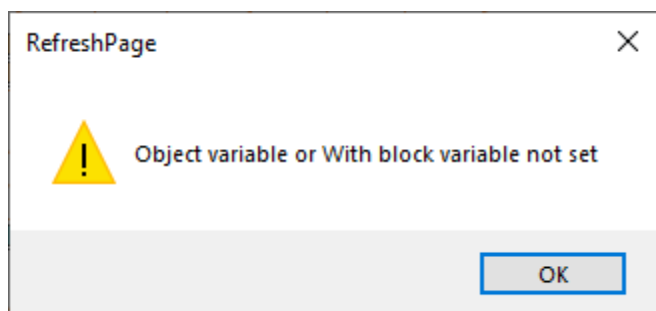 RefreshPage
Object variable or With block variable not set
OK